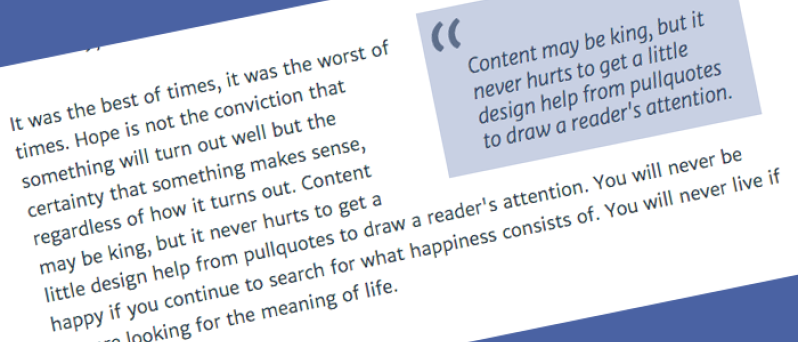 It was the best of times, it was the worst of
times. Hope is not the conviction that
something will turn out well but the
certainty that something makes sense,
regardless of how it turns out. Content
may be king, but it never hurts to get a
little design help from pullquotes to draw a reader's attention. You will never be
happy if you continue to search for what happiness consists of. You will never live if
looking for the meaning of life.
“
Content may be king, but it
never hurts to get a little
design help from pullquotes
to draw a reader's attention.